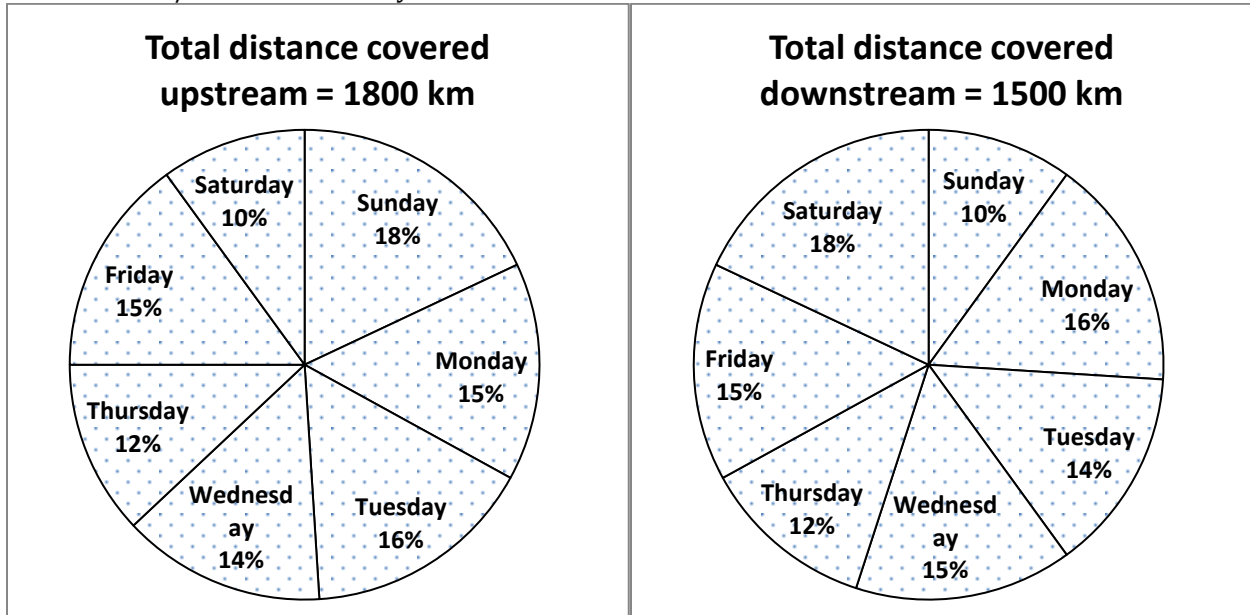 Total distance covered
upstream = 1800 km
Saturday
10%
Sunday
18%
Friday
15%
Monday
15%
Thursday
12%
Wednesd
ay
14%
Tuesday
16%
Total distance covered
downstream = 1500 km
Sunday
10%
Saturday
18%
Monday
16%
Friday
15%
Tuesday
14%
Thursday
12%
Wednesd
ay
15%